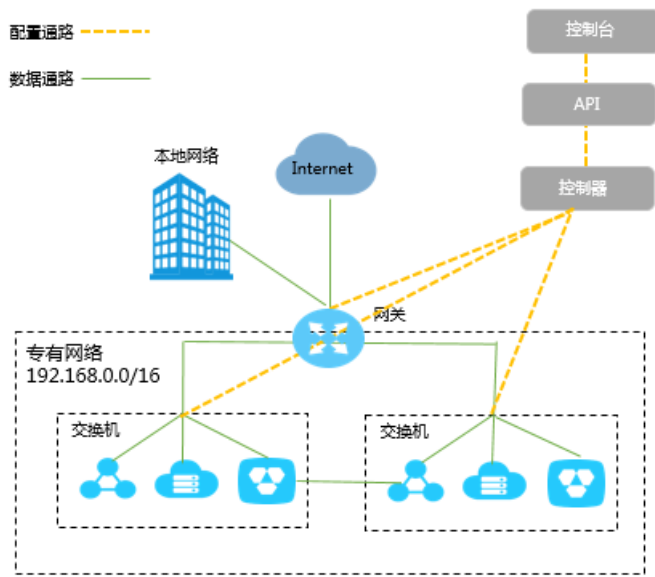 配置通路
数据通路
控制台
API
控制器
本地网络
Internet
网关
专有网络
192.168.0.0/16
交换机
交换机